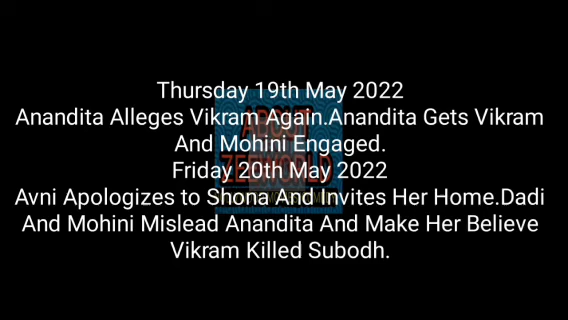 Thursday 19th May 2022
Anandita Alleges Vikram Again.Anandita Gets Vikram
And Mohini Engaged.
Friday 20th May 2022
Avni Apologizes to Shona And Invites Her Home.Dadi
And Mohini Mislead Anandita And Make Her Believe
Vikram Killed Subodh.
ABOUT
ZEEWORLD